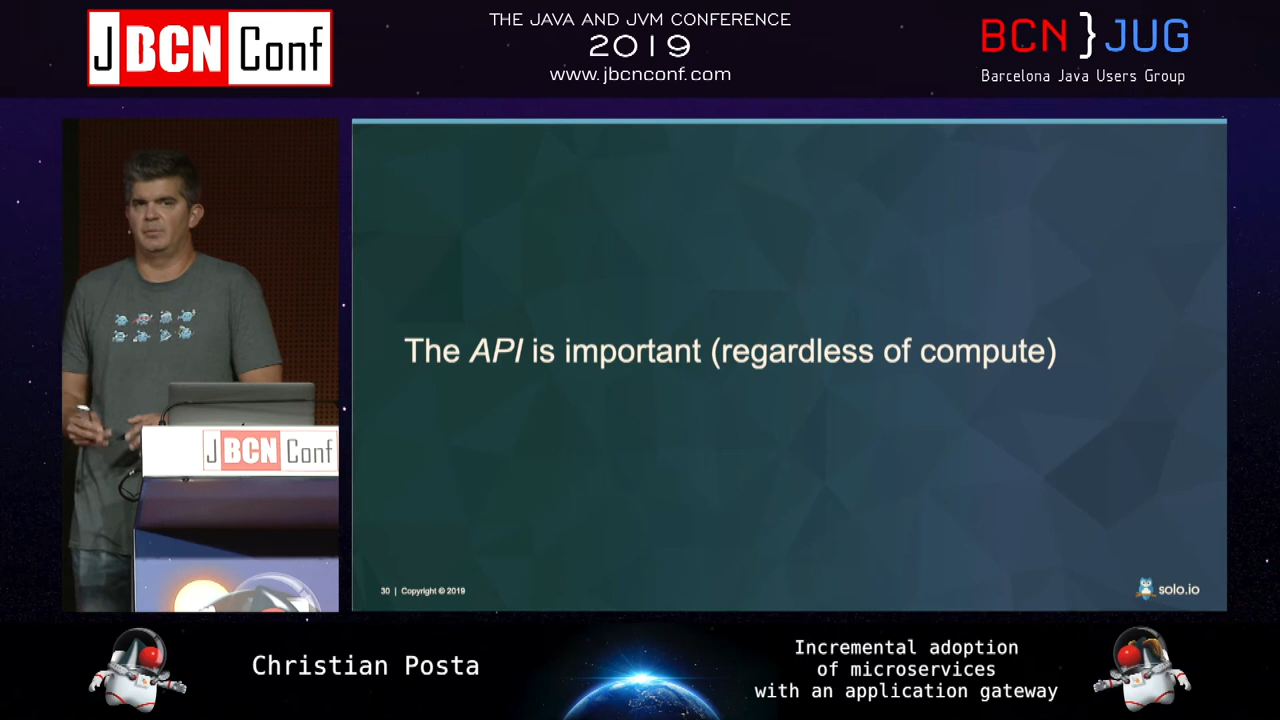 J BCN Conf
THE JAVA AND JVM CONFERENCE
2019
www.jbcnconf.com
BCN } JUG
Barcelona Java Users Group
The API is important (regardless of compute)
J BCN Conf
30 | Copyright © 2019
solo.io
Christian Posta
Incremental adoption
of microservices
with an application gateway